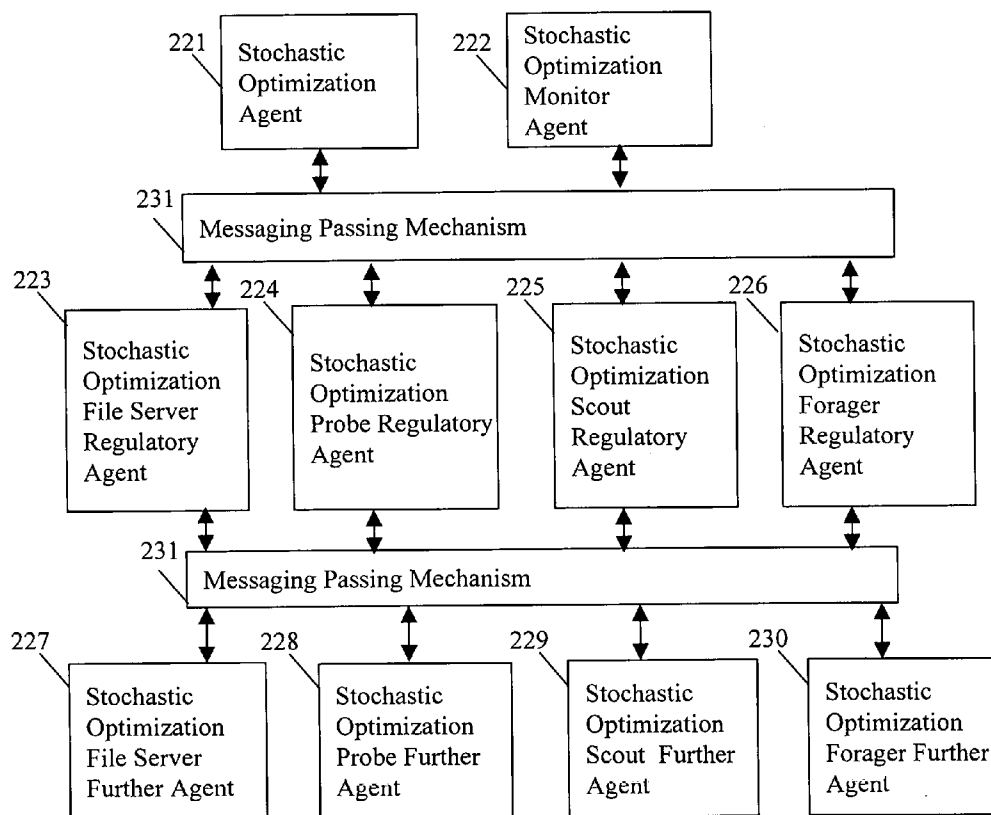 221
Stochastic
Optimization
Agent
222
Stochastic
Optimization
Monitor
Agent
231
Messaging Passing Mechanism
223
Stochastic
Optimization
File Server
Regulatory
Agent
224
Stochastic
Optimization
Probe Regulatory
Agent
225
Stochastic
Optimization
Scout
Regulatory
Agent
226
Stochastic
Optimization
Forager
Regulatory
Agent
231
Messaging Passing Mechanism
227
Stochastic
Optimization
File Server
Further Agent
228
Stochastic
Optimization
Probe Further
Agent
229
Stochastic
Optimization
Scout Further
Agent
230
Stochastic
Optimization
Forager Further
Agent